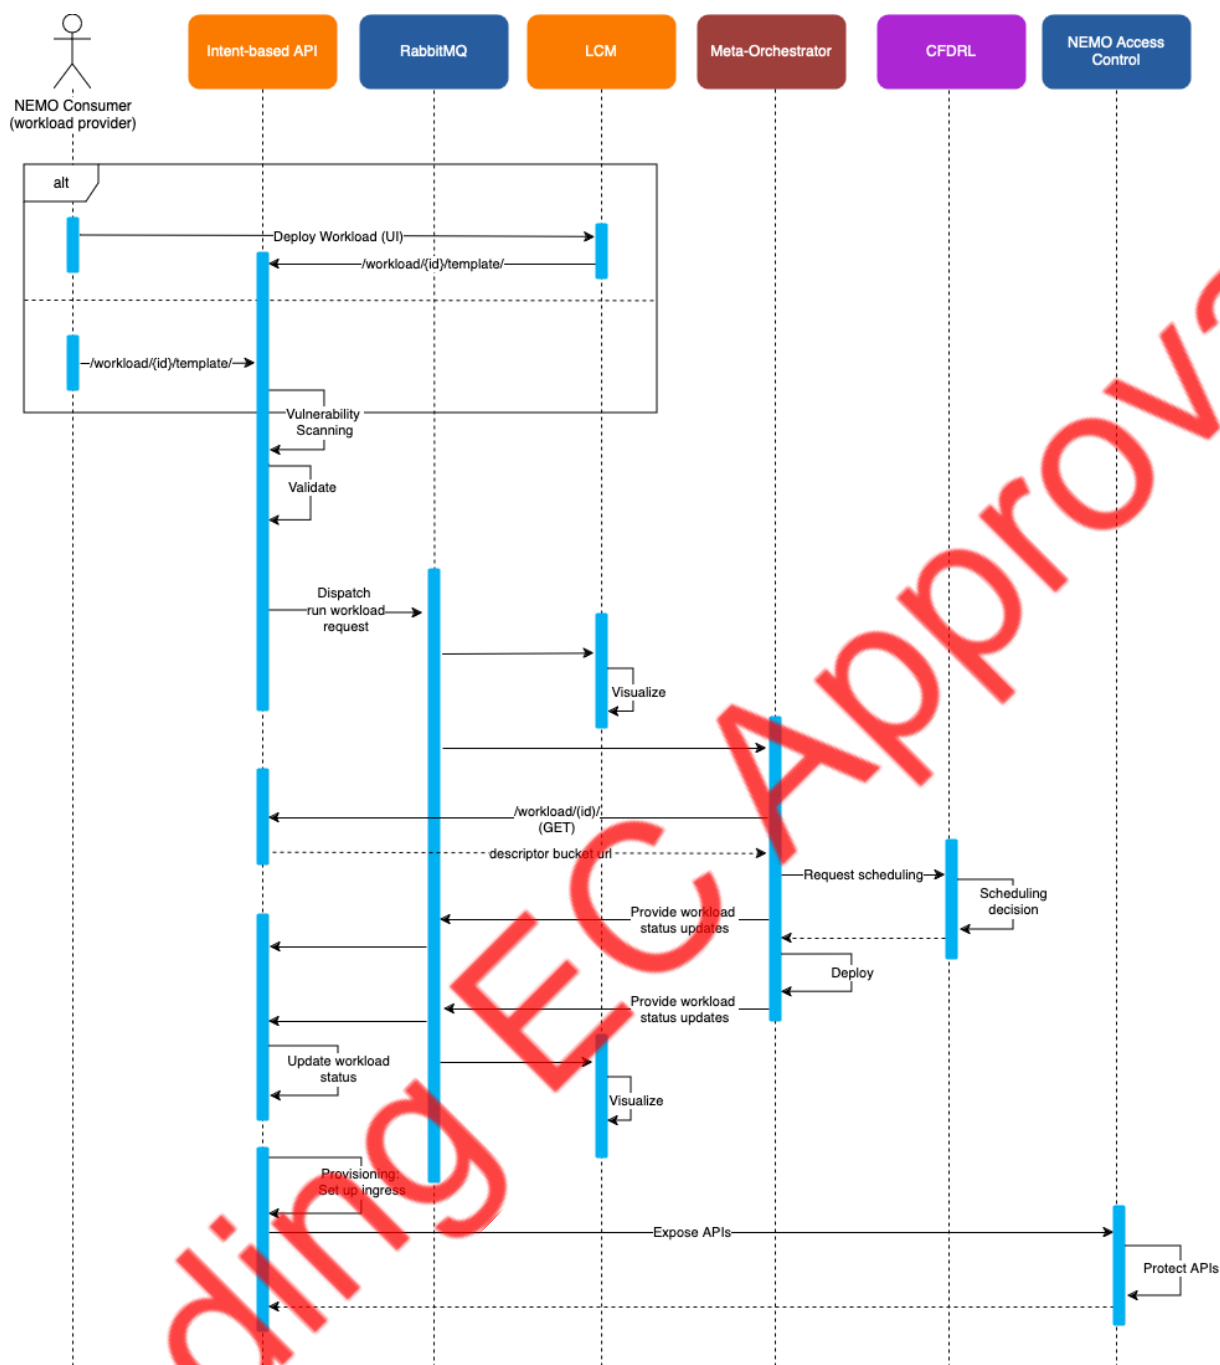 Intent-based API
RabbitMQ
LCM
Meta-Orchestrator
CFDRL
NEMO Access
Control
NEMO Consumer
(workload provider)
alt
Deploy Workload (UI)
/workload/{id}/template/
/workload/{id}/template/
Vulnerability
Scanning
Validate
Dispatch
run workload
request
Visualize
/workload/(id)/
(GET)
descriptor bucket url
Request scheduling
Scheduling
decision
Provide workload
status updates
Deploy
Provide workload
status updates
Update workload
status
Visualize
Provisioning:
Set up ingress
Expose APIs
Protect APIs
ding EC Approva